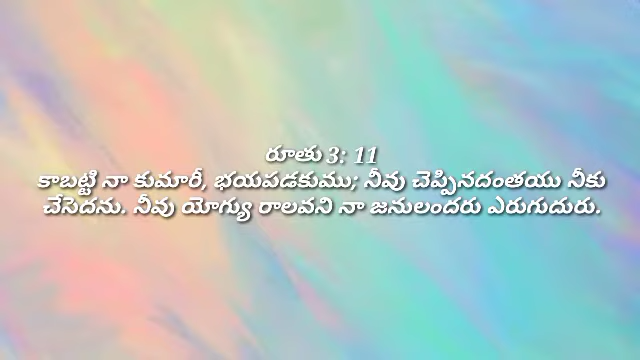 రూతు 3: 11
కాబట్టి నా కుమారీ, భయపడకుము; నీవు చెప్పినదంతయు నీకు
చేసెదను. నీవు యోగ్యు రాలవని నా జనులందరు ఎరుగుదురు.